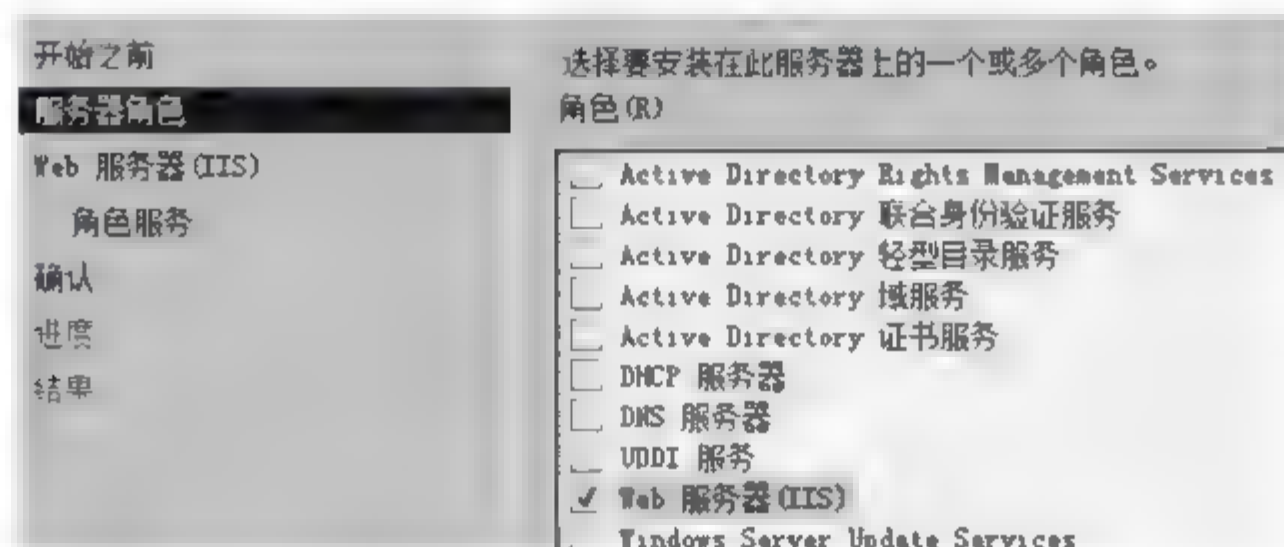 开始之前
服务器角色
Web 服务器(IIS)
角色服务
确认
进度
结果
选择要安装在此服务器上的一个或多个角色。
角色(R)
Active Directory Rights Management Services
Active Directory 联合身份验证服务
Active Directory 轻型目录服务
Active Directory 域服务
Active Directory 证书服务
DHCP 服务器
DNS 服务器
UDDI 服务
Web 服务器(IIS)
Windows Server Update Services